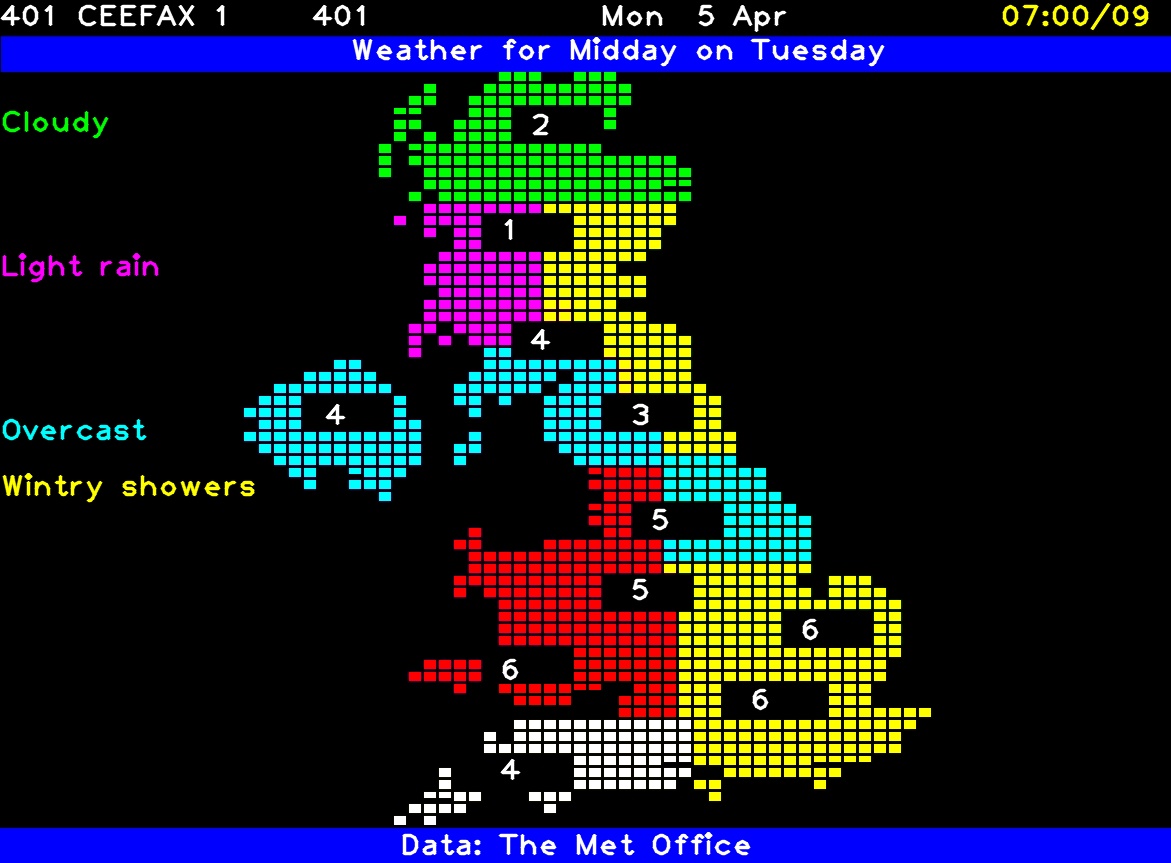 401 CEEFAX 1 401 Mon 5 Apr 07:00/09
Weather for Midday on Tuesday
Cloudy
2
1
Light rain
4
4
3
Overcast
Wintry showers
5
5
6
6
6
4
Data: The Met Office